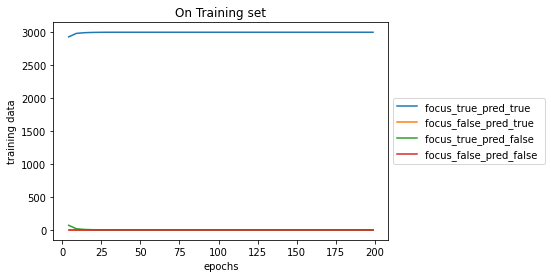 On Training set
training data
3000
2500
2000
1500
1000
500
0
0 25 50 75 100 125 150 175 200
epochs
focus_true_pred_true
focus_false_pred_true
focus_true_pred_false
focus_false_pred_false